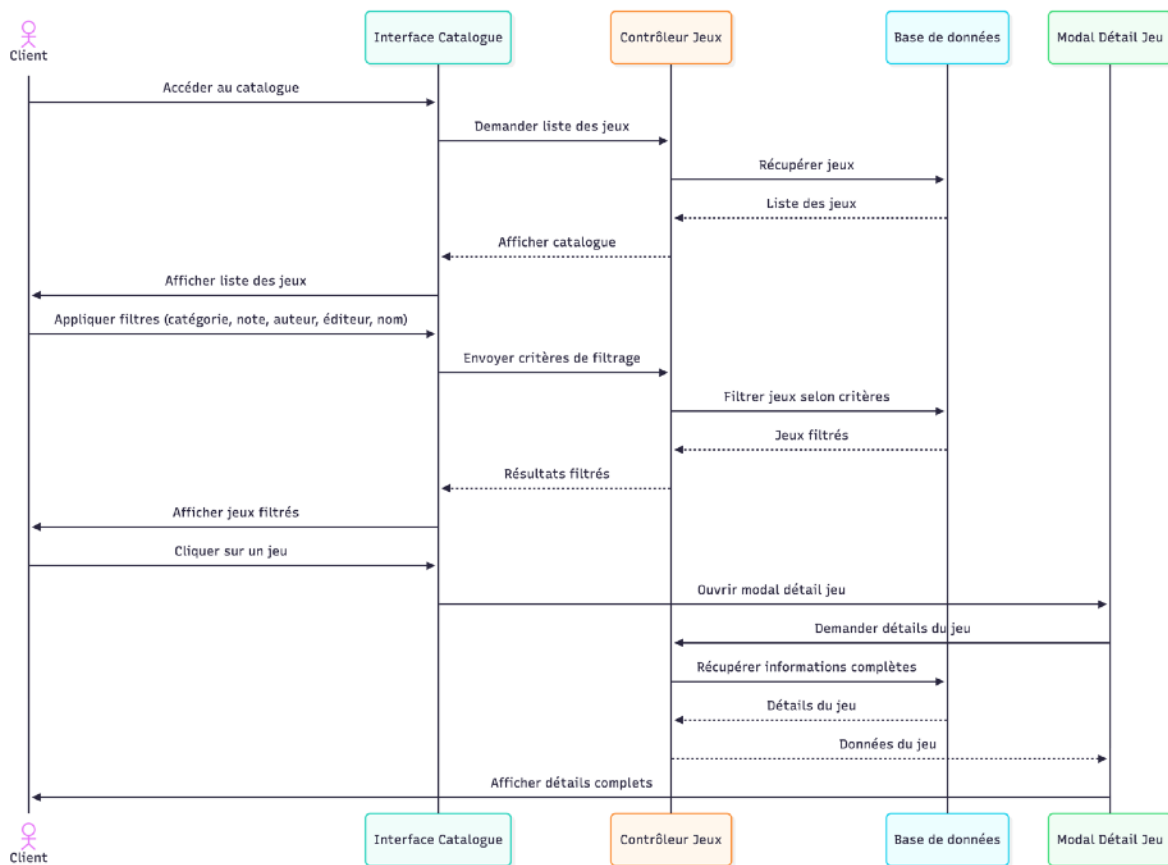 Client
Interface Catalogue
Contrôleur Jeux
Base de données
Modal Détail Jeu
Accéder au catalogue
Demander liste des jeux
Récupérer jeux
Liste des jeux
Afficher catalogue
Afficher liste des jeux
Appliquer filtres (catégorie, note, auteur, éditeur, nom)
Envoyer critères de filtrage
Filtrer jeux selon critères
Jeux filtrés
Résultats filtrés
Afficher jeux filtrés
Cliquer sur un jeu
Ouvrir modal détail jeu
Demander détails du jeu
Récupérer informations complètes
Détails du jeu
Données du jeu
Afficher détails complets
Client
Interface Catalogue
Contrôleur Jeux
Base de données
Modal Détail Jeu